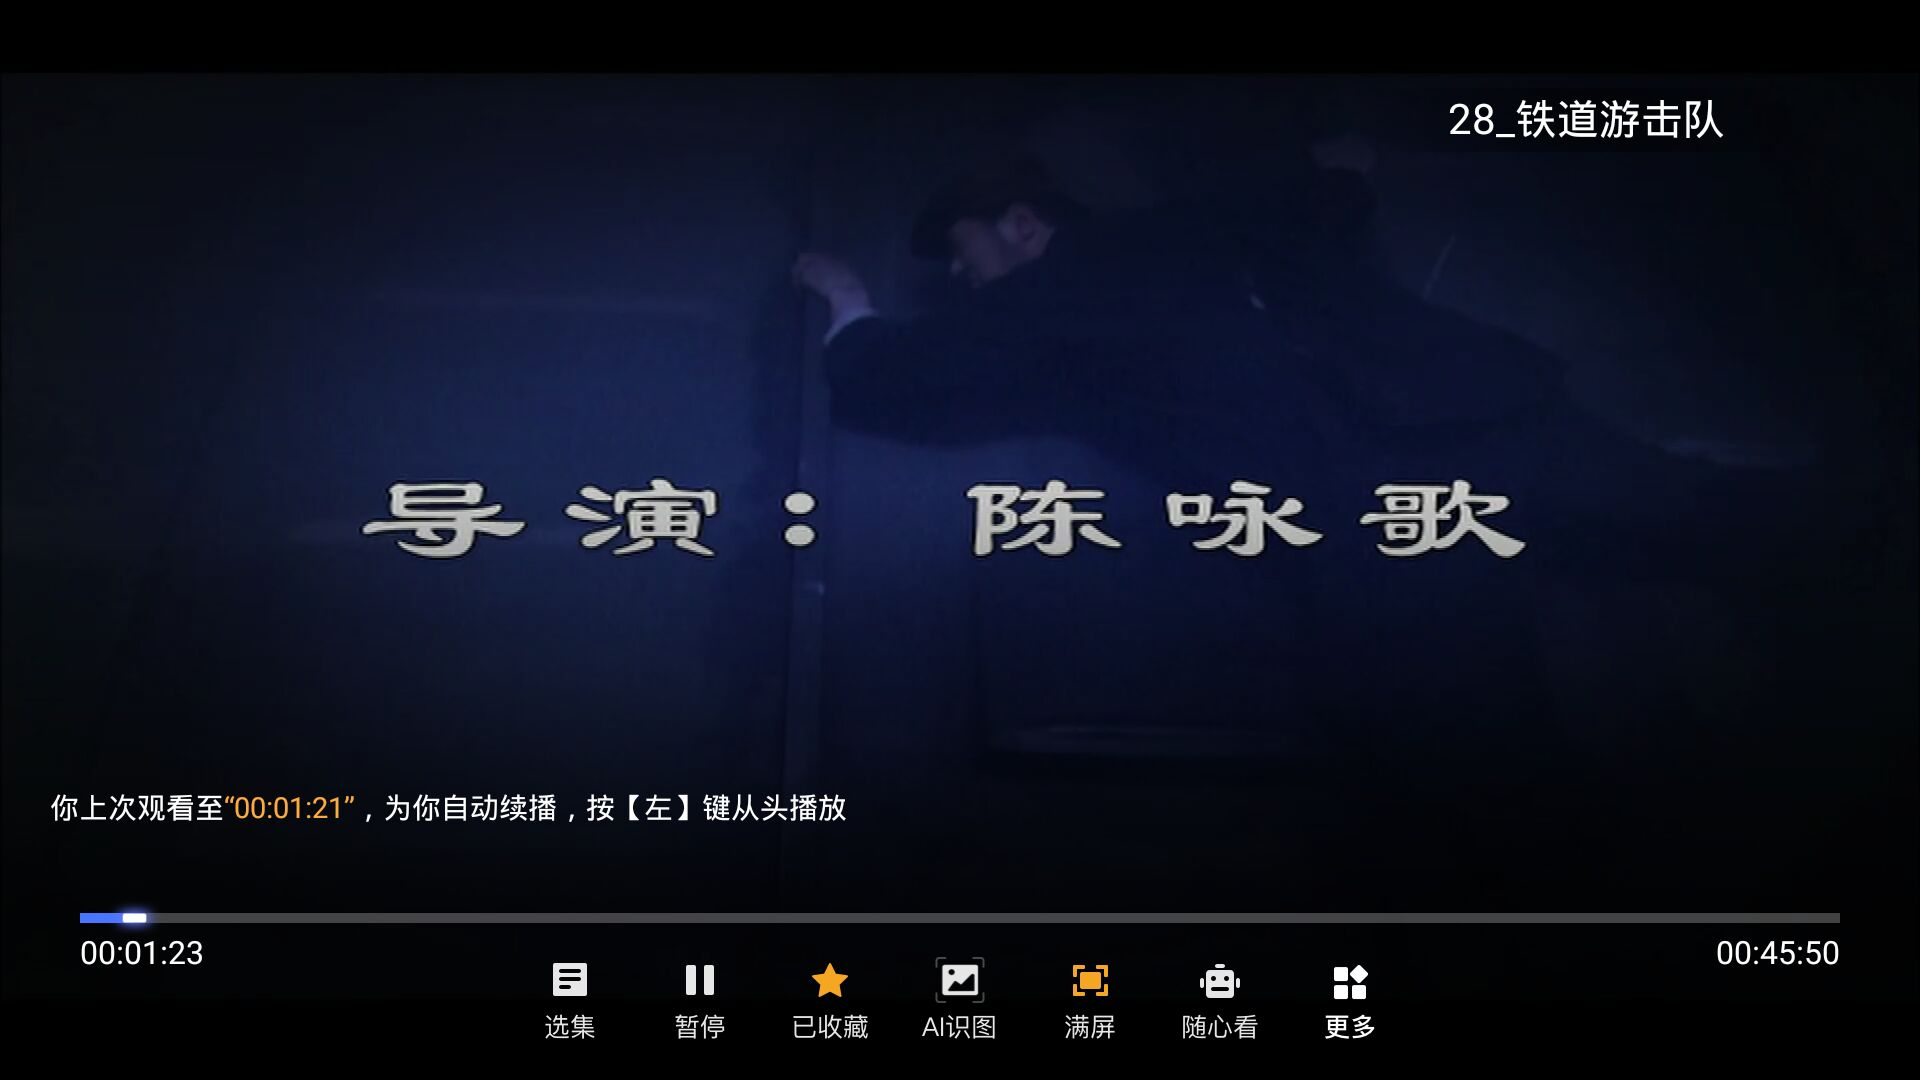 28_铁道游击队
导演： 陈咏歌
你上次观看至“00:01:21”，为你自动续播，按【左】键从头播放
00:01:23
00:45:50
选集 暂停 已收藏 AI识图 满屏 随心看 更多